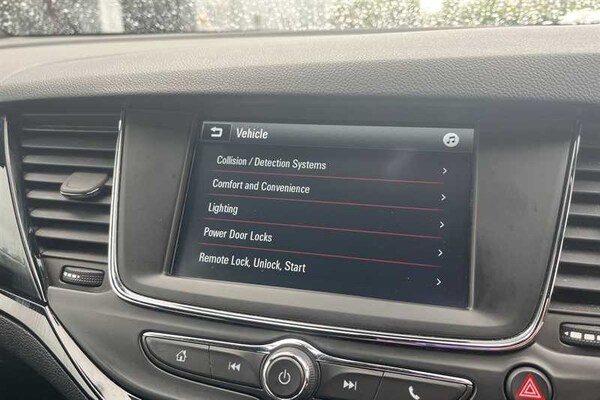 Vehicle
Collision / Detection Systems
Comfort and Convenience
Lighting
Power Door Locks
Remote Lock, Unlock, Start